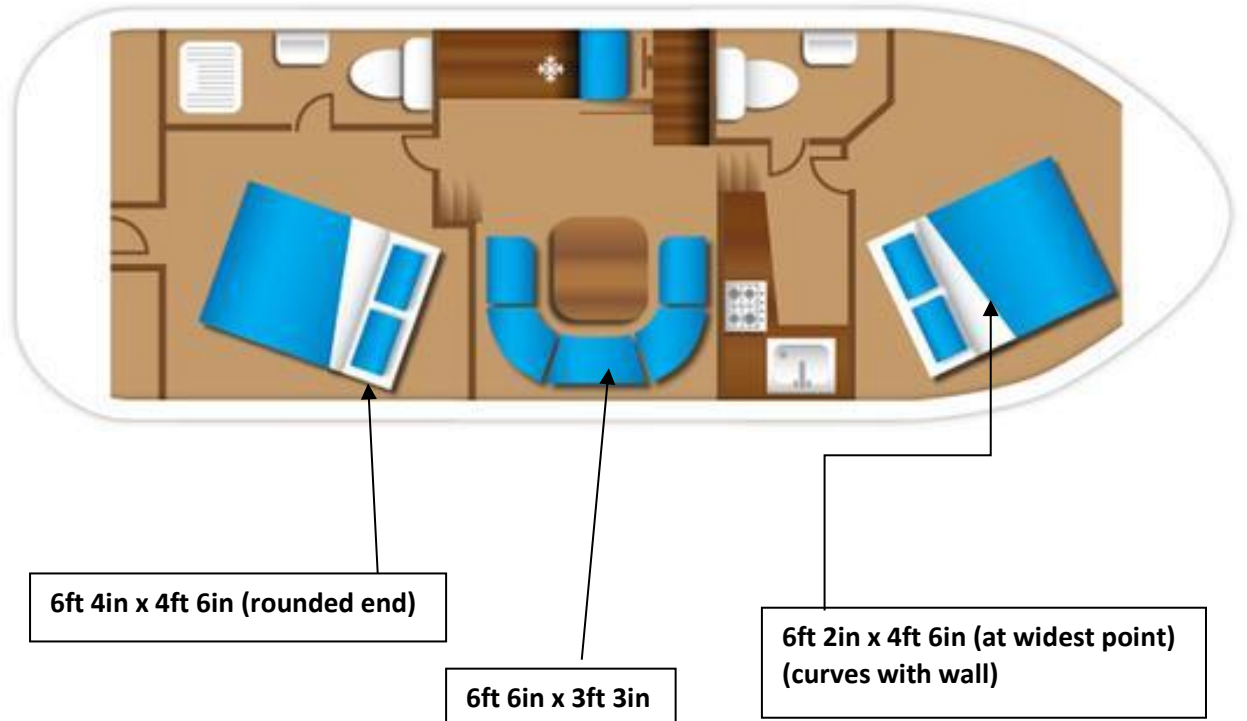 6ft 4in x 4ft 6in (rounded end)
6ft 6in x 3ft 3in
6ft 2in x 4ft 6in (at widest point)
(curves with wall)